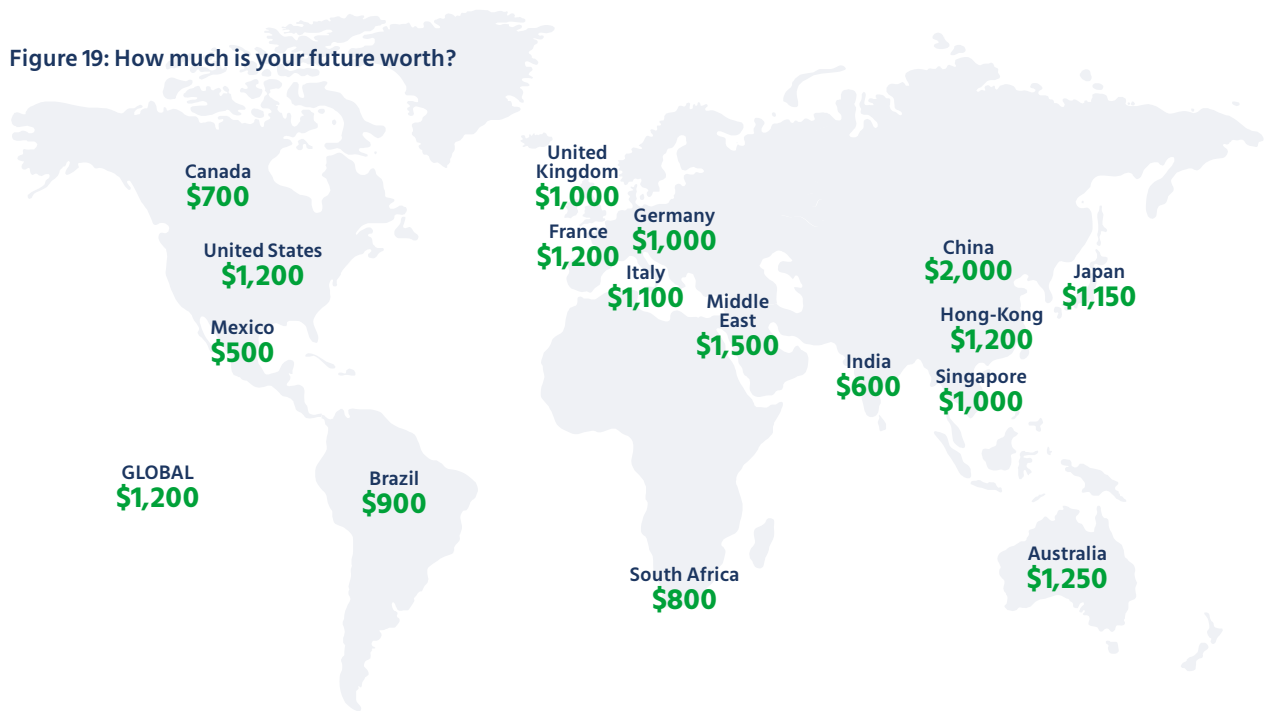 Figure 19: How much is your future worth?
Canada
$700
United States
$1,200
Mexico
$500
GLOBAL
$1,200
Brazil
$900
United
Kingdom
$1,000
France
$1,200
Germany
$1,000
Italy
$1,100
Middle
East
$1,500
South Africa
$800
India
$600
China
$2,000
Japan
$1,150
Hong-Kong
$1,200
Singapore
$1,000
Australia
$1,250